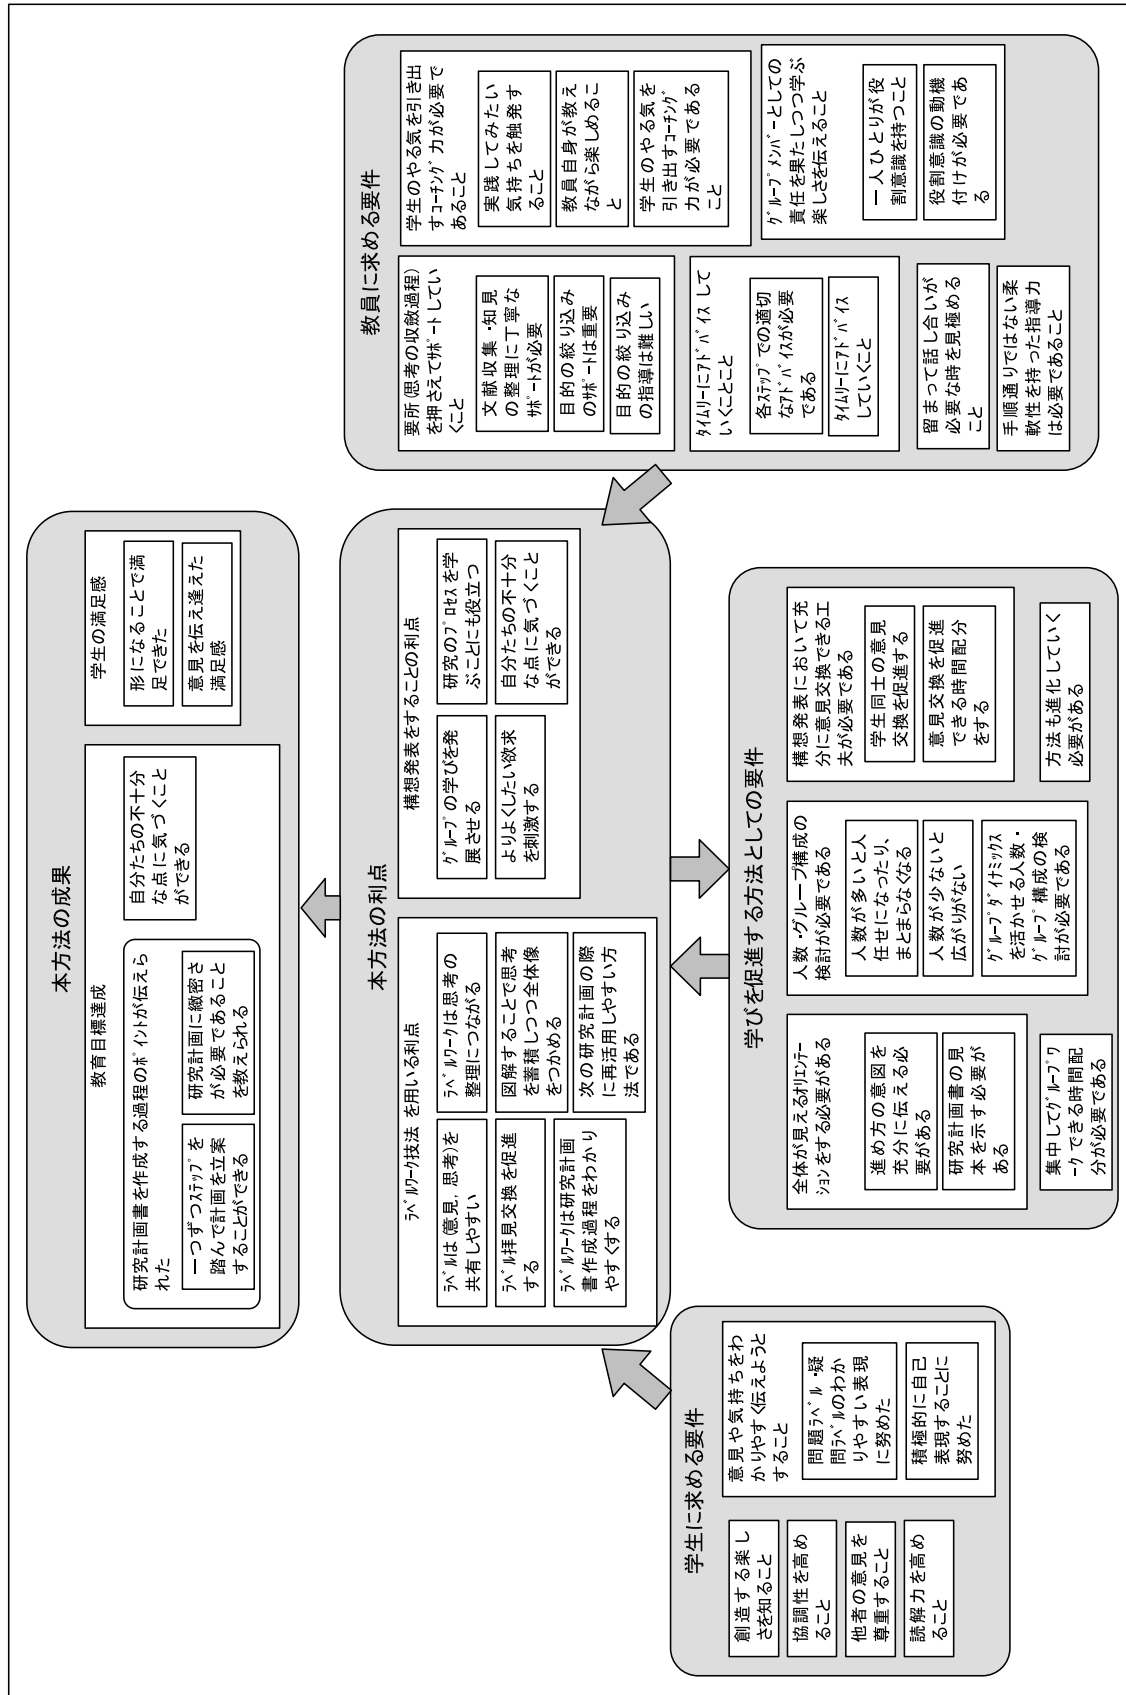 本方法の成果
教育目標達成
研究計画書を作成する過程のポイントが伝えら
れた
一つずつステップを
踏んで計画を立案
することができる
研究計画に緻密さ
が必要であること
を教えられる
自分たちの不十分
な点に気づくこと
ができる
学生の満足感
形になることで満
足できた
意見を伝え逢えた
満足感
本方法の利点
ラベルワーク技法を用いる利点
ラベルは(意見,思考)を
共有しやすい
ラベル拝見交換を促進
する
ラベルワークは研究計画
書作成過程をわかり
やすくする
ラベルワークは思考の
整理につながる
図解することで思考
を蓄積しつつ全体像
をつかめる
次の研究計画の際
に再活用しやすい方
法である
構想発表をすることの利点
グループの学びを発
展させる
よりよくしたい欲求
を刺激する
研究のプロセスを学
ぶことにも役立つ
自分たちの不十分
な点に気づくこと
ができる
学生に求める要件
創造する楽し
さを知ること
協調性を高め
ること
他者の意見を
尊重すること
読解力を高め
ること
意見や気持ちをわ
かりやすく伝えようと
すること
問題ラベル・疑
問ラベルのわか
りやすい表現
に努めた
積極的に自己
表現することに
努めた
学びを促進する方法としての要件
全体が見えるオリエンテー
ションをする必要がある
進め方の意図を
充分に伝える必
要がある
研究計画書の見
本を示す必要が
ある
集中してグループワ
ークできる時間配
分が必要である
人数・グループ構成の
検討が必要である
人数が多いと人
任せになったり、
まとまらなくなる
人数が少ないと
広がりがない
グループダイナミックス
を活かせる人数・
グループ構成の検
討が必要である
構想発表において充
分に意見交換できる工
夫が必要である
学生同士の意見
交換を促進する
意見交換を促進
できる時間配分
をする
方法も進化していく
必要がある
教員に求める要件
要所(思考の収斂過程)
を押さえてサポートしてい
くこと
文献収集・知見
の整理に丁寧な
サポートが必要
目的の絞り込み
のサポートは重要
目的の絞り込み
の指導は難しい
タイムリーにアドバイスして
いくことこと
各ステップでの適切
なアドバイスが必要
である
タイムリーにアドバイス
していくこと
留まって話し合いが
必要な時を見極める
こと
手順通りではない柔
軟性を持った指導力
は必要であること
学生のやる気を引き出
すコーチング力が必要で
あること
実践してみたい
気持ちを触発す
ること
教員自身が教え
ながら楽しめるこ
と
学生のやる気を
引き出すコーチング
力が必要である
こと
グループメンバーとしての
責任を果たしつつ学ぶ
楽しさを伝えること
一人ひとりが役
割意識を持つこと
役割意識の動機
付けが必要であ
る